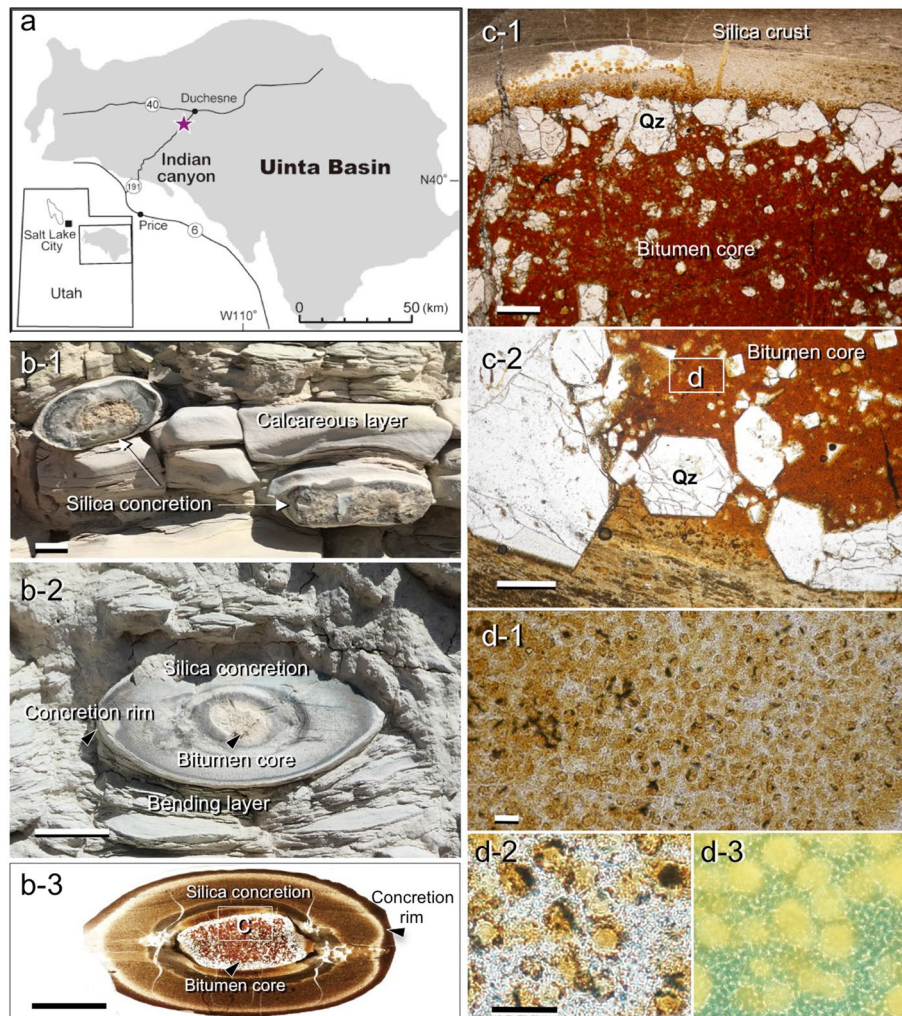 a
40
Duchesne
Indian
canyon
Uinta Basin
N40°
191
Price
6
Salt Lake
City
Utah
W110°
0
50 (km)
b-1
Calcareous layer
Silica concretion
b-2
Silica concretion
Concretion rim
Bitumen core
Bending layer
b-3
Silica concretion
Concretion
rim
c
Bitumen core
c-1
Silica crust
Qz
Bitumen core
c-2
Bitumen core
d
Qz
d-1
d-2
d-3